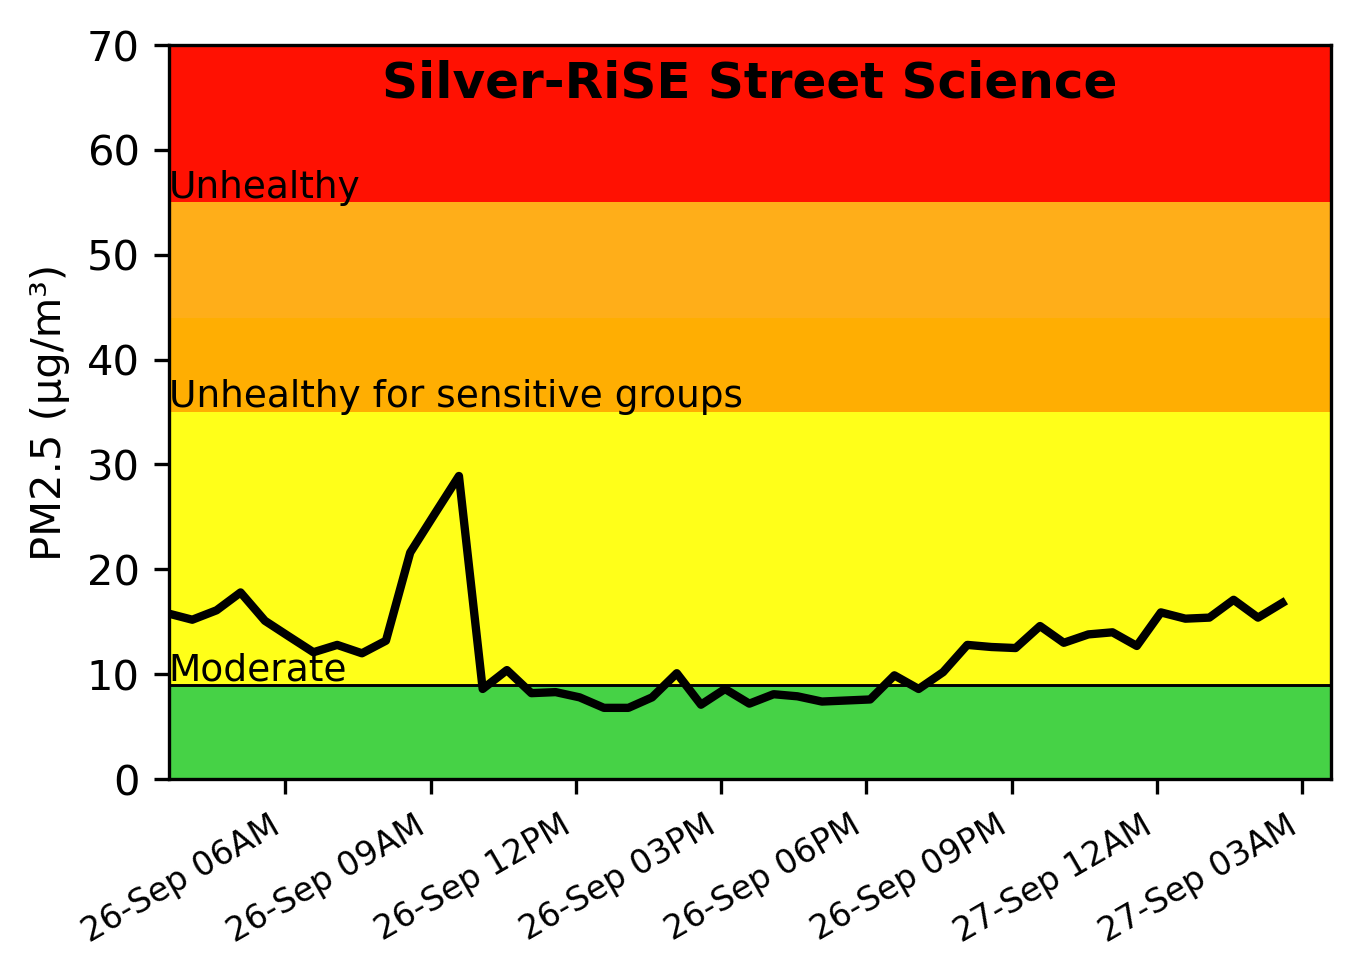 Silver-RiSE Street Science
70
60
50
40
30
20
10
0
PM2.5 (µg/m³)
Unhealthy
Unhealthy for sensitive groups
Moderate
26-Sep 06AM
26-Sep 09AM
26-Sep 12PM
26-Sep 03PM
26-Sep 06PM
26-Sep 09PM
27-Sep 12AM
27-Sep 03AM